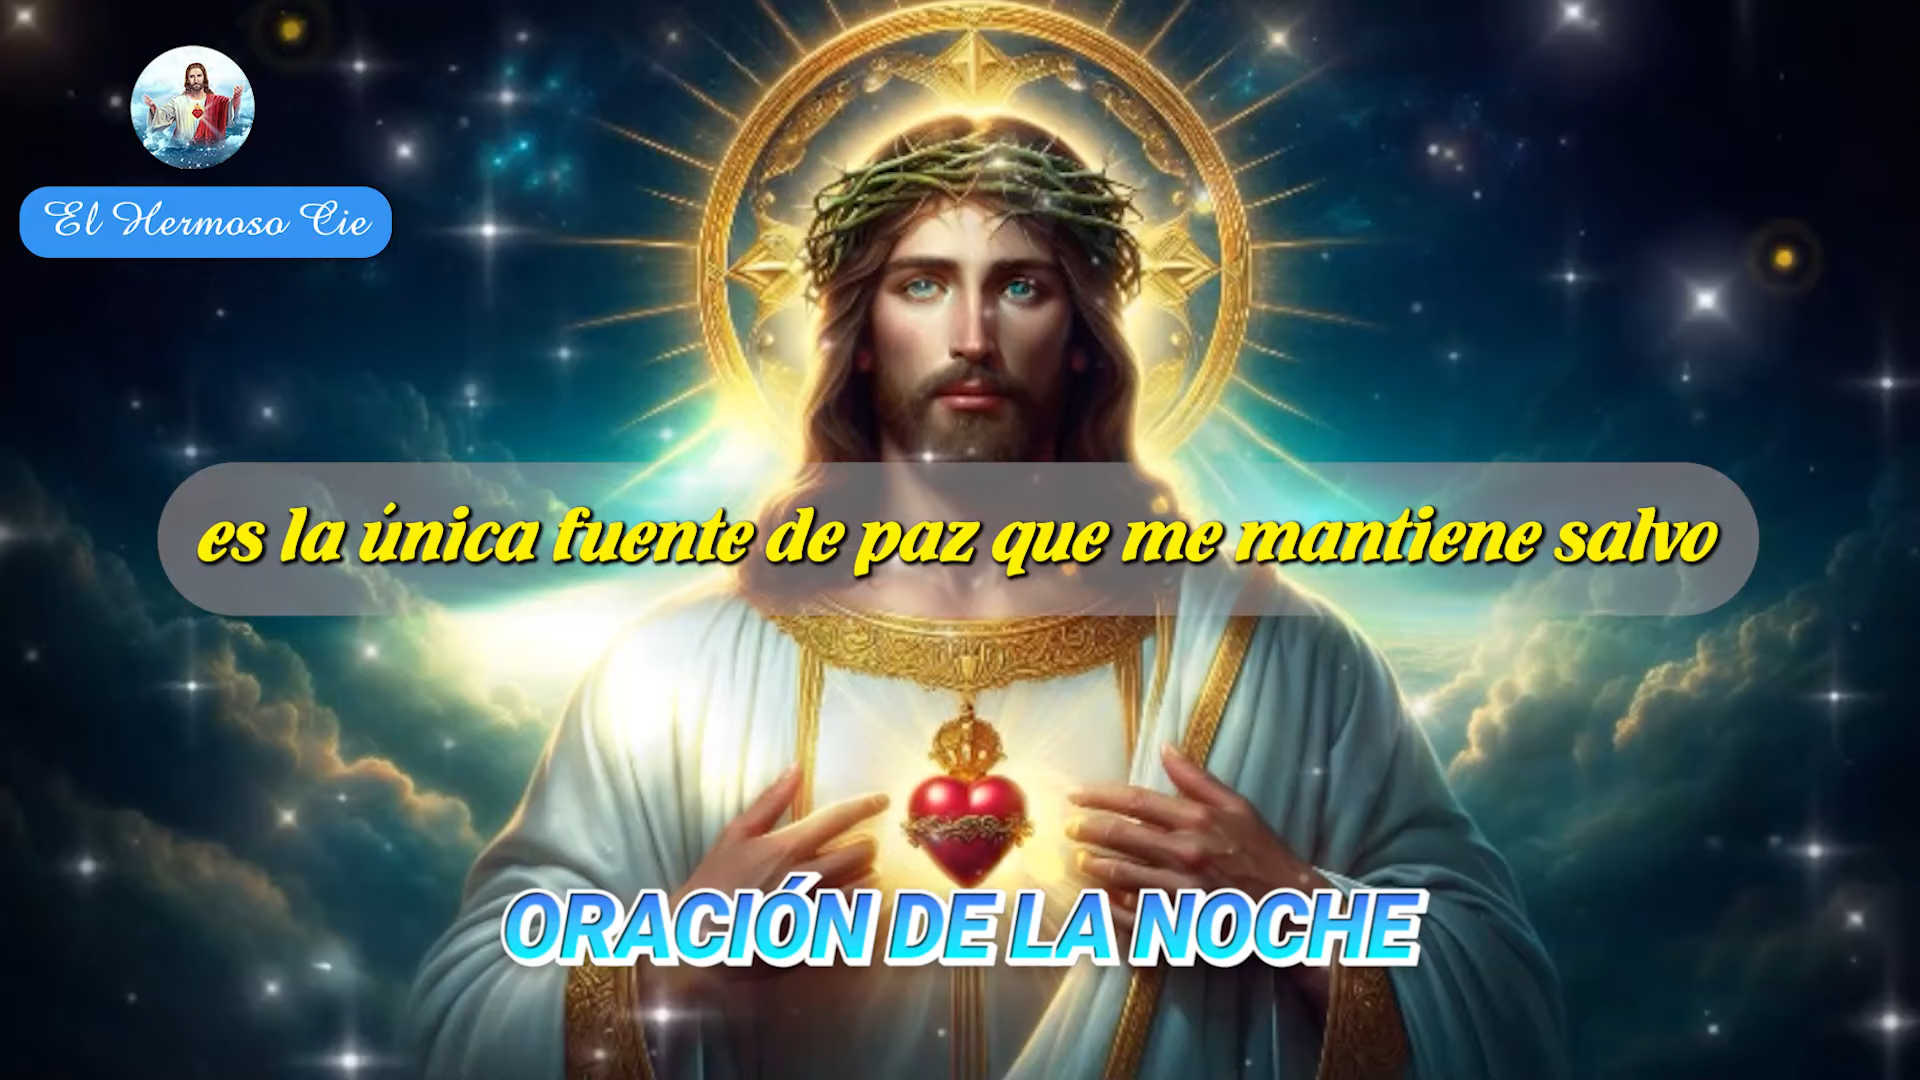 El Hermoso Cie
es la única fuente de paz que me mantiene salvo
ORACIÓN DE LA NOCHE